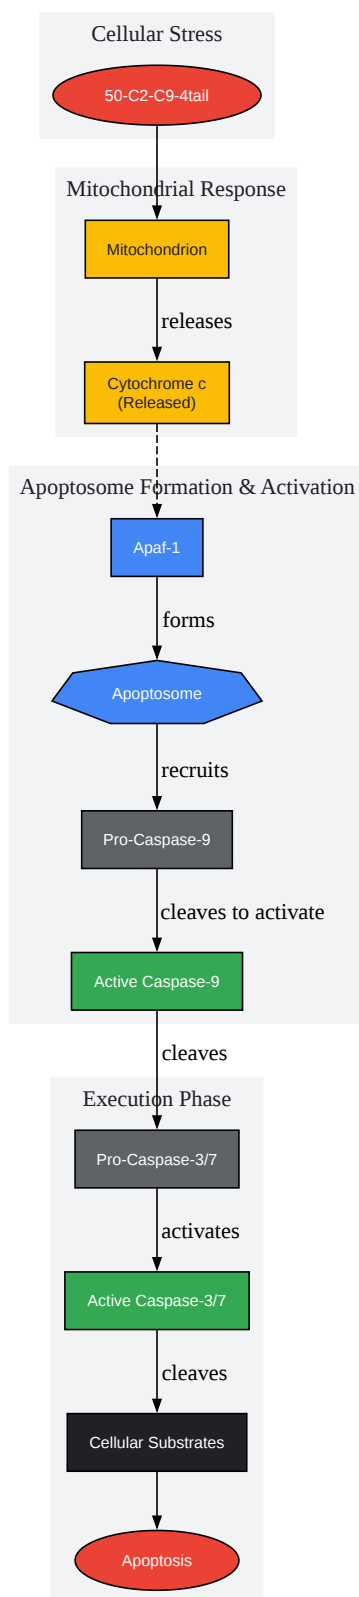 Cellular Stress
50-C2-C9-4tail
Mitochondrial Response
Mitochondrion
releases
Cytochrome c
(Released)
Apoptosome Formation & Activation
Apaf-1
forms
Apoptosome
recruits
Pro-Caspase-9
cleaves to activate
Active Caspase-9
cleaves
Execution Phase
Pro-Caspase-3/7
activates
Active Caspase-3/7
cleaves
Cellular Substrates
Apoptosis